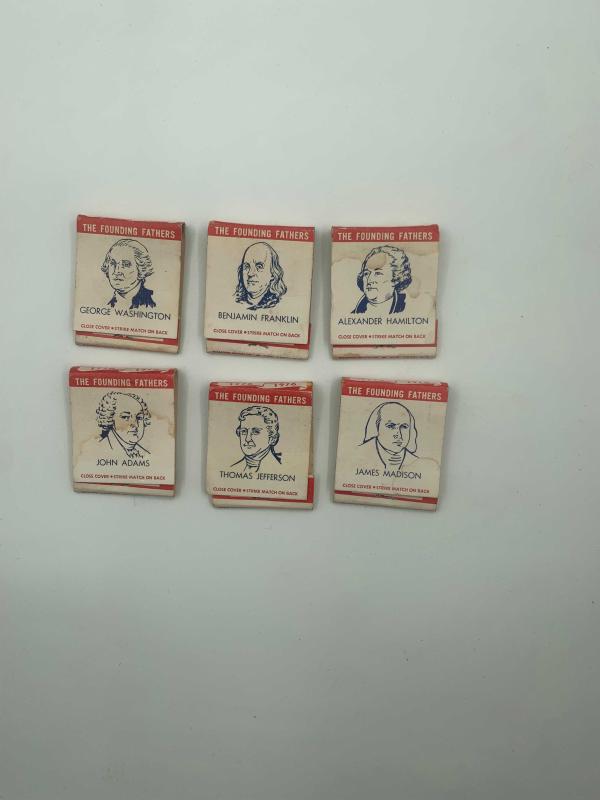 THE FOUNDING FATHERS
GEORGE WASHINGTON
CLOSE COVER • STRIKE MATCH ON BACK
THE FOUNDING FATHERS
BENJAMIN FRANKLIN
CLOSE COVER • STRIKE MATCH ON BACK
THE FOUNDING FATHERS
ALEXANDER HAMILTON
CLOSE COVER • STRIKE MATCH ON BACK
THE FOUNDING FATHERS
JOHN ADAMS
CLOSE COVER • STRIKE MATCH ON BACK
THE FOUNDING FATHERS
THOMAS JEFFERSON
CLOSE COVER • STRIKE MATCH ON BACK
THE FOUNDING FATHERS
JAMES MADISON
CLOSE COVER • STRIKE MATCH ON BACK